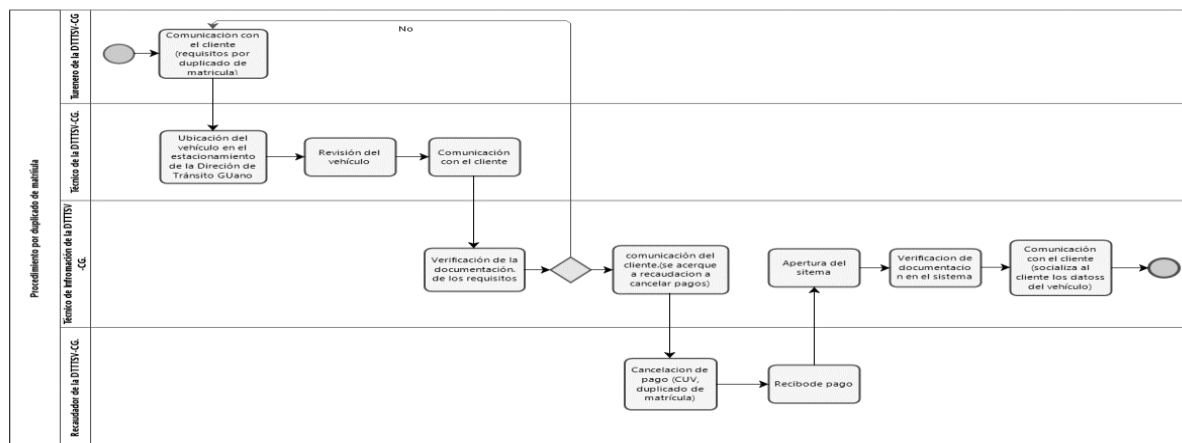 Procedimiento por duplicado de matriíula
Turenero de la DTTTSV-CG
Comunicación con
el cliente
(requisitos por
duplicado de
matricula)
No
Técnico de la DTTTSV-CG.
Ubicación del
vehículo en el
estacionamiento
de la Direción de
Tránsito GUano
Revisión del
vehículo
Comunicación
con el cliente
Técnico de Infromación de la DTTTSV
-CG.
Verificación de la
documentación.
de los requisitos
comunicación del
cliente.(se acerque
a recaudacion a
cancelar pagos)
Apertura del
sitema
Verificacion de
documentacio
n en el sistema
Comunicación
con el cliente
(socializa al
cliente los datoss
del vehículo)
Recaudador de la DTTTSV-CG.
Cancelacion de
pago (CUV,
duplicado de
matrícula)
Recibode pago